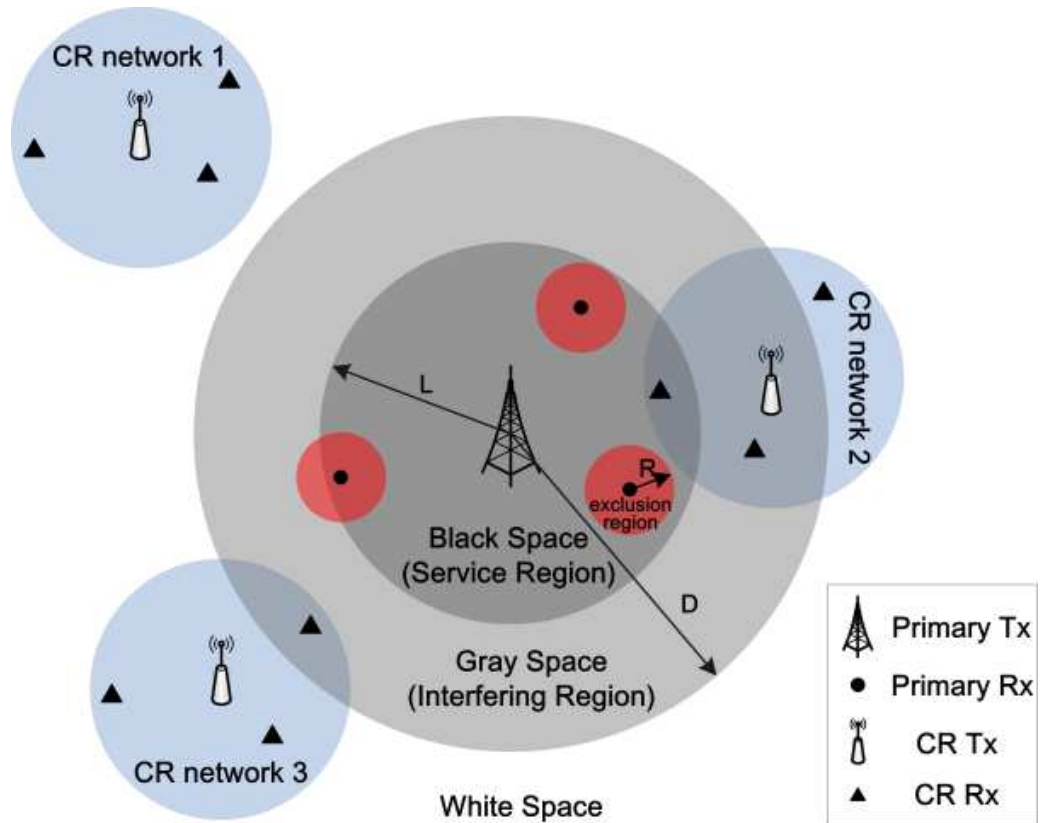 CR network 1
L
CR network 2
R
exclusion
region
Black Space
(Service Region)
D
Gray Space
(Interfering Region)
CR network 3
White Space
Primary Tx
Primary Rx
CR Tx
CR Rx